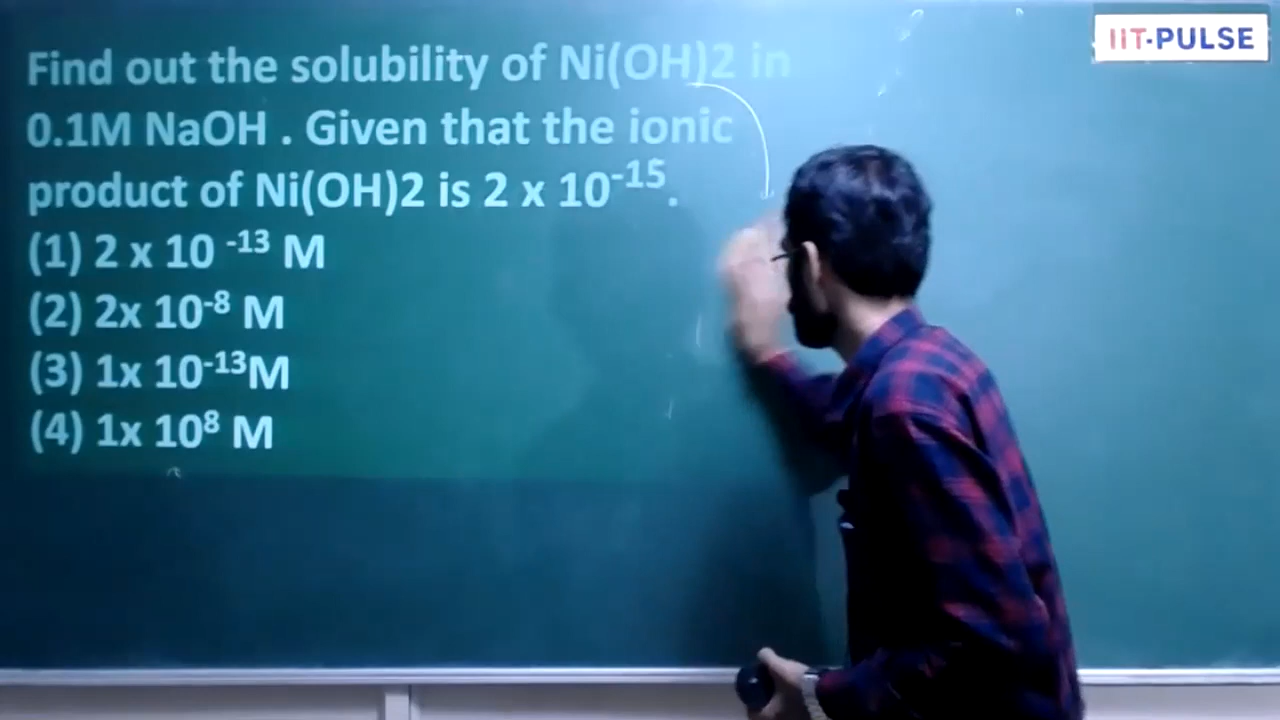 IIT-PULSE
Find out the solubility of Ni(OH)2 in
0.1M NaOH . Given that the ionic
product of Ni(OH)2 is 2 x 10⁻¹⁵.
(1) 2 x 10 ⁻¹³ M
(2) 2x 10⁻⁸ M
(3) 1x 10⁻¹³M
(4) 1x 10⁸ M